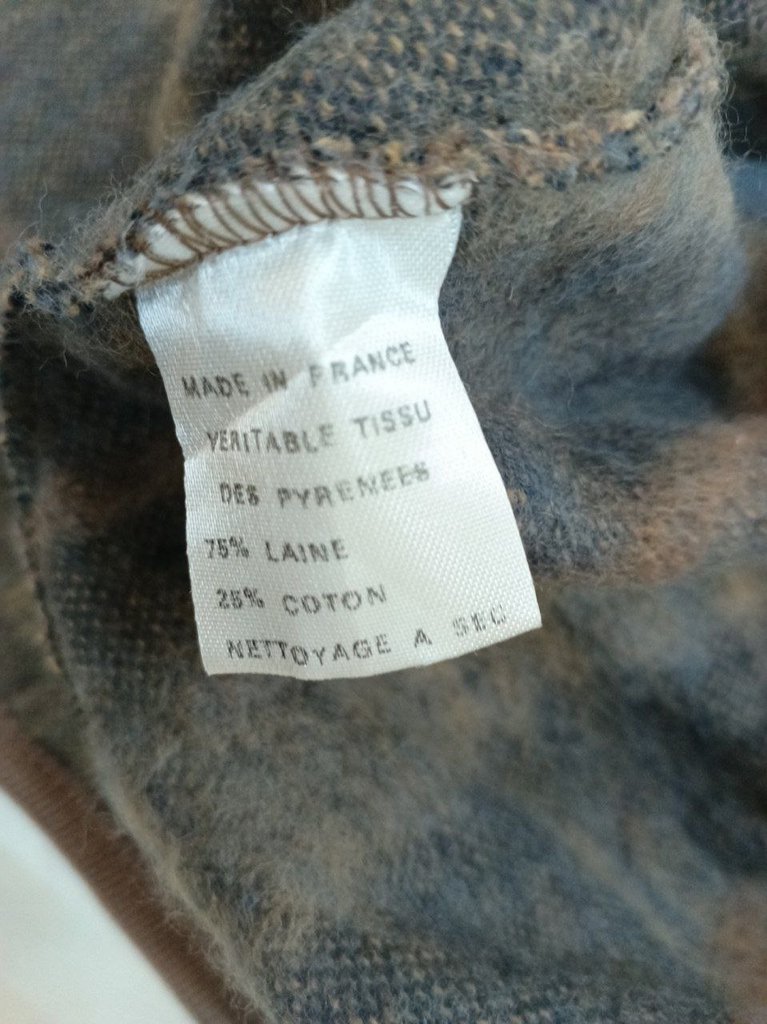 MADE IN FRANCE
VERITABLE TISSU
DES PYRENEES
75% LAINE
25% COTON
NETTOYAGE A SEC